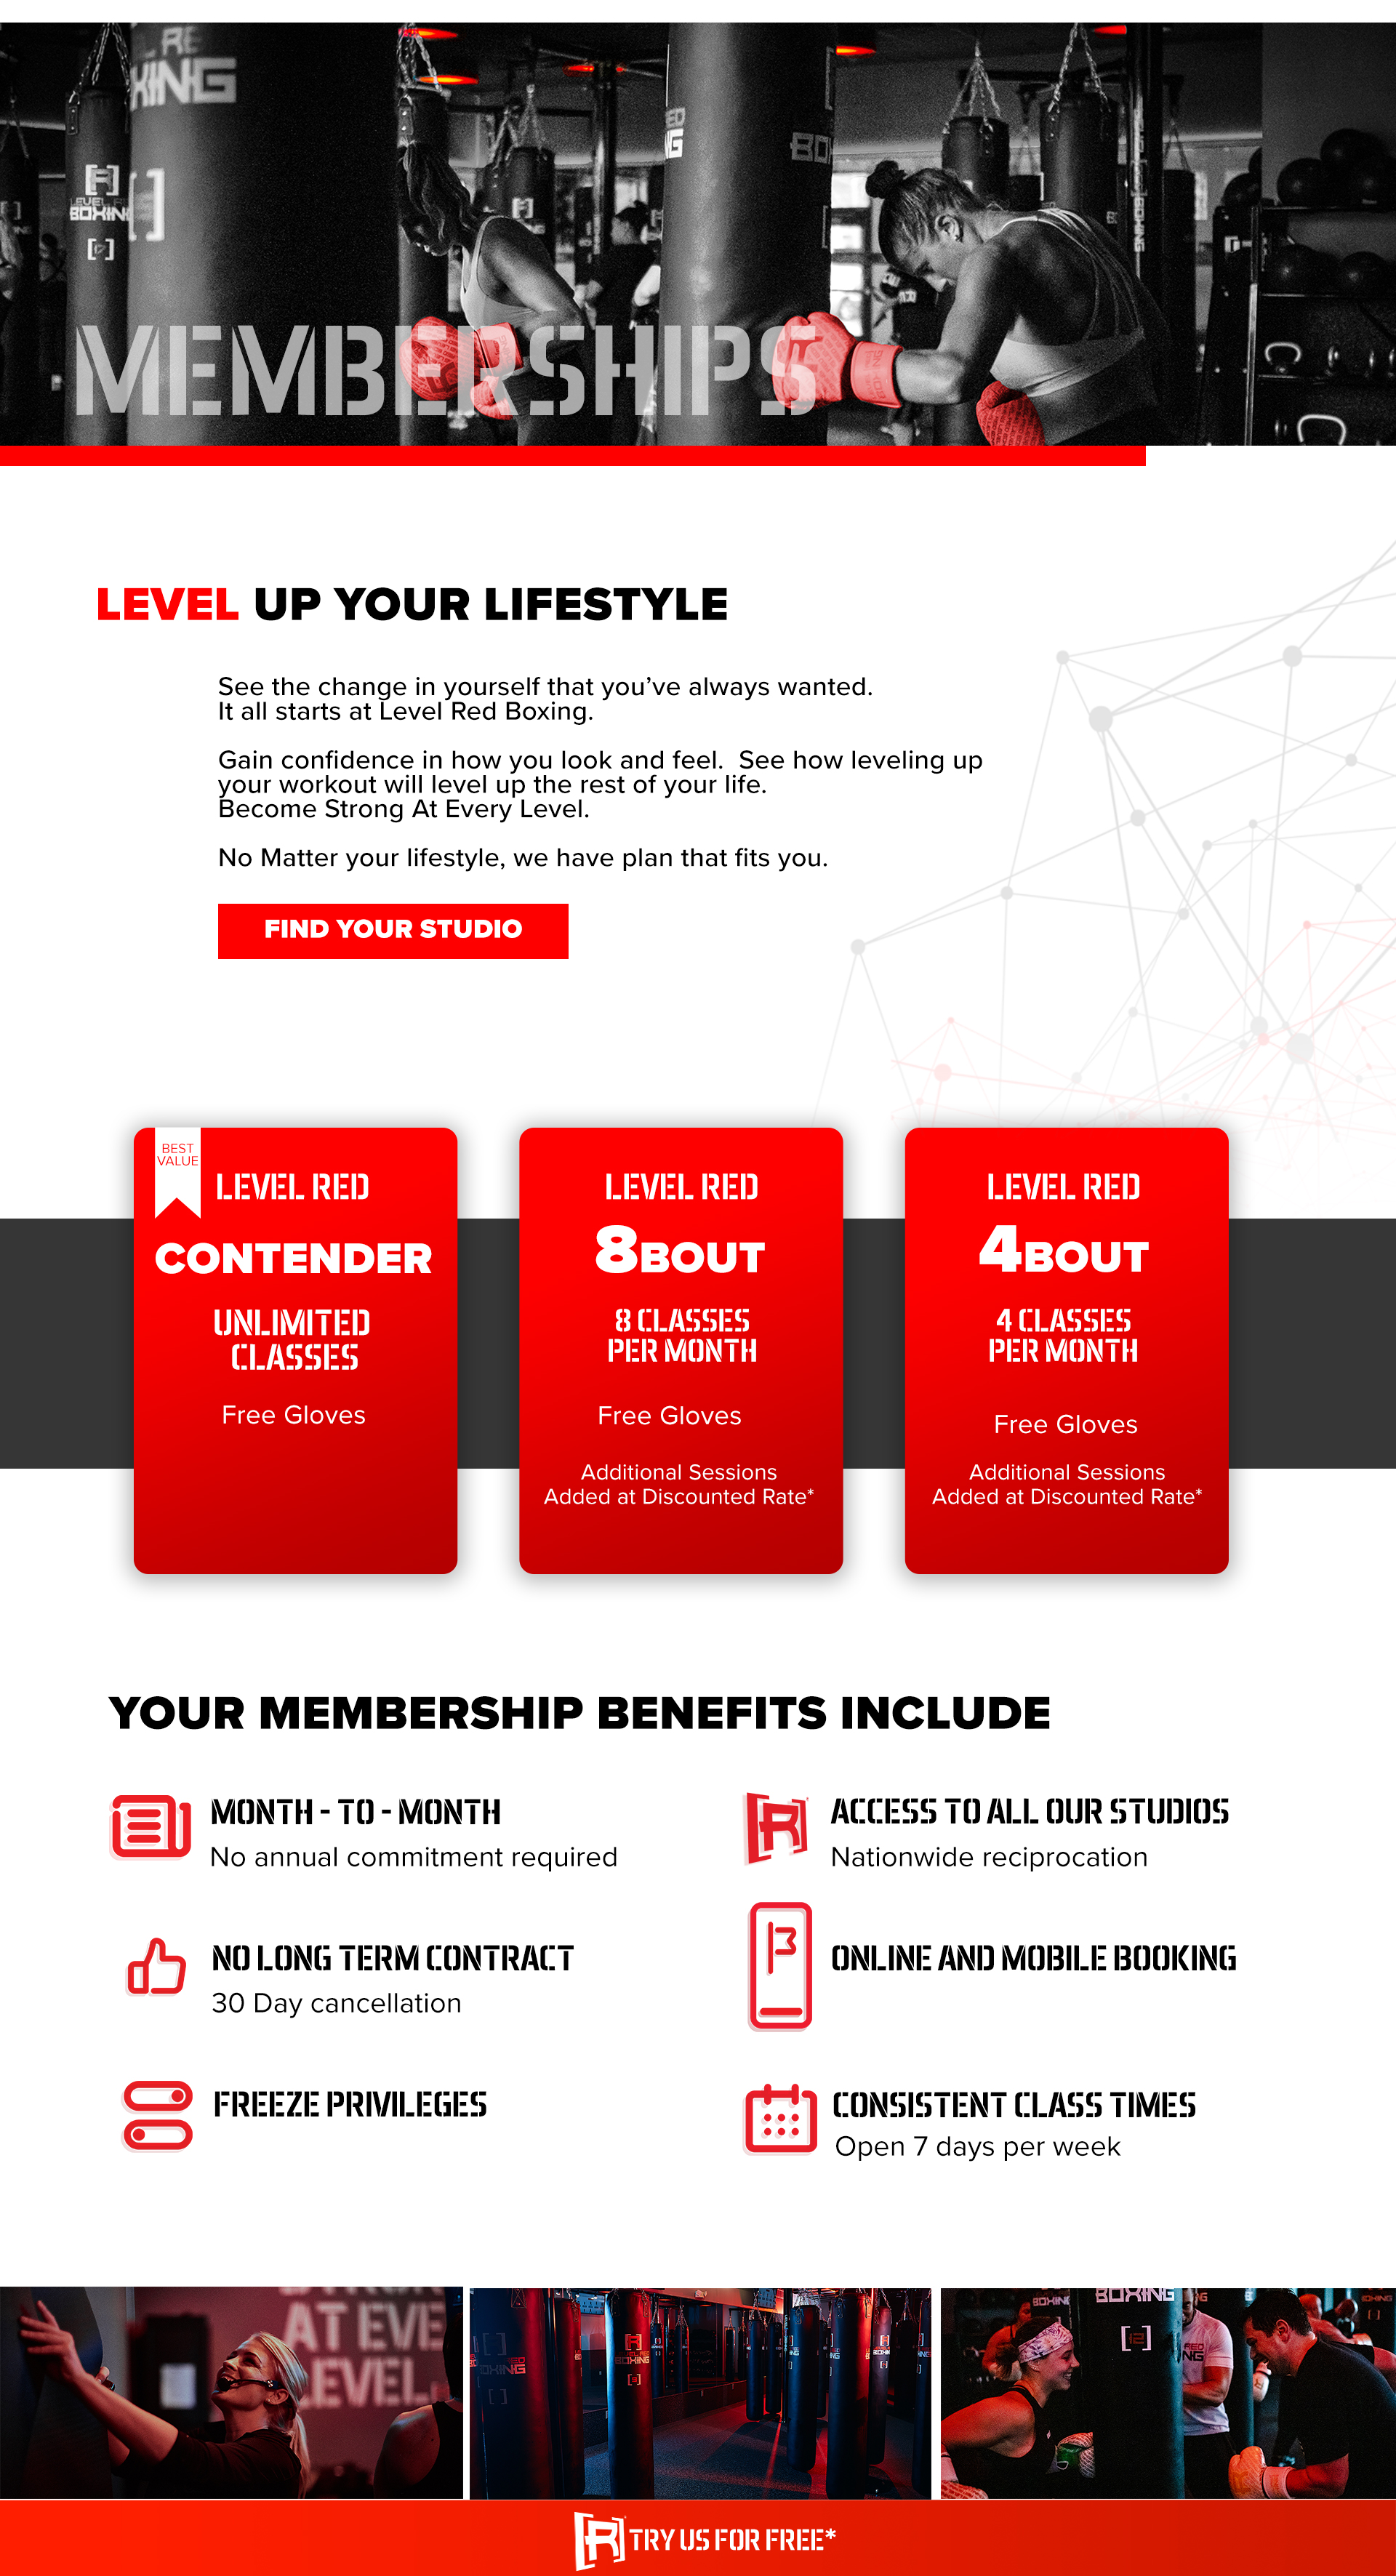 MEMBERSHIPS
LEVEL UP YOUR LIFESTYLE
See the change in yourself that you’ve always wanted.
It all starts at Level Red Boxing.
Gain confidence in how you look and feel.  See how leveling up
your workout will level up the rest of your life.
Become Strong At Every Level.
No Matter your lifestyle, we have plan that fits you.
FIND YOUR STUDIO
BEST
VALUE
LEVEL RED
CONTENDER
UNLIMITED
CLASSES
Free Gloves
LEVEL RED
8BOUT
8 CLASSES
PER MONTH
Free Gloves
Additional Sessions
Added at Discounted Rate*
LEVEL RED
4BOUT
4 CLASSES
PER MONTH
Free Gloves
Additional Sessions
Added at Discounted Rate*
YOUR MEMBERSHIP BENEFITS INCLUDE
MONTH - TO - MONTH
No annual commitment required
ACCESS TO ALL OUR STUDIOS
Nationwide reciprocation
NO LONG TERM CONTRACT
30 Day cancellation
ONLINE AND MOBILE BOOKING
FREEZE PRIVILEGES
CONSISTENT CLASS TIMES
Open 7 days per week
AT EVE
LEVEL.
BOXING
[12]
[R] TRY US FOR FREE*